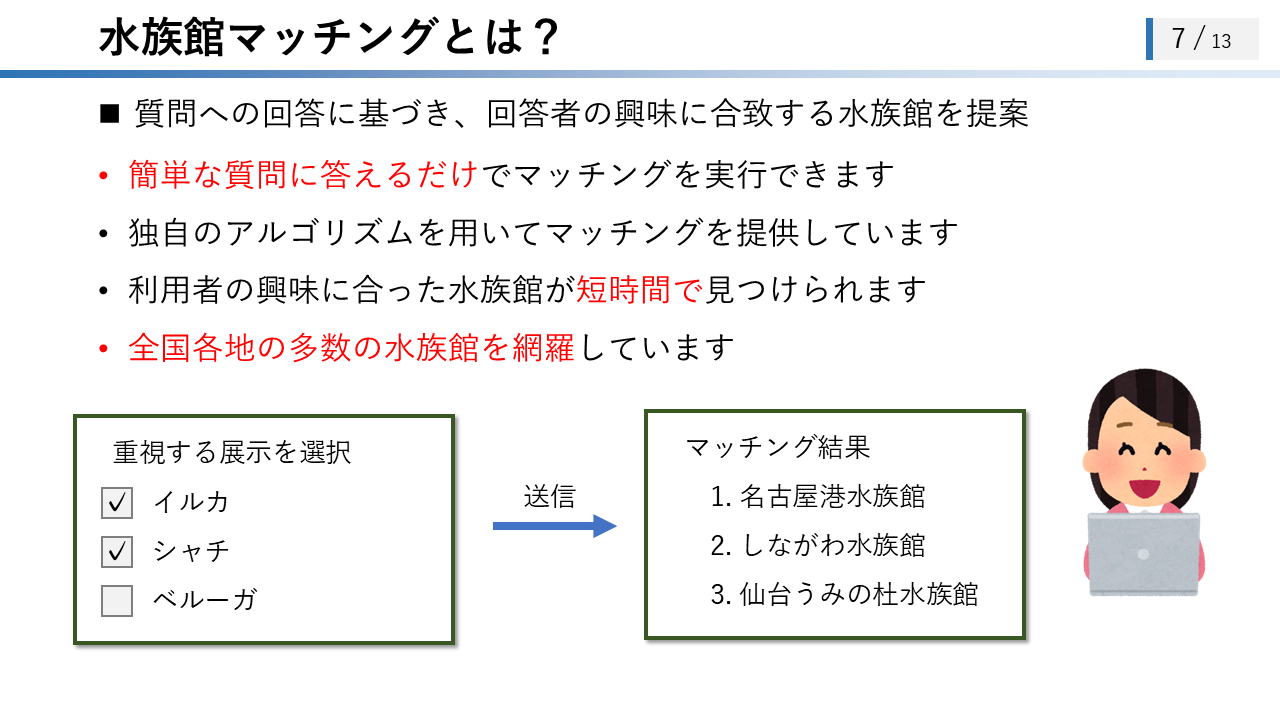 水族館マッチングとは？
7 / 13
■ 質問への回答に基づき、回答者の興味に合致する水族館を提案
• 簡単な質問に答えるだけでマッチングを実行できます
• 独自のアルゴリズムを用いてマッチングを提供しています
• 利用者の興味に合った水族館が短時間で見つけられます
• 全国各地の多数の水族館を網羅しています
重視する展示を選択
✓ イルカ
✓ シャチ
ベルーガ
送信
マッチング結果
1. 名古屋港水族館
2. しながわ水族館
3. 仙台うみの杜水族館